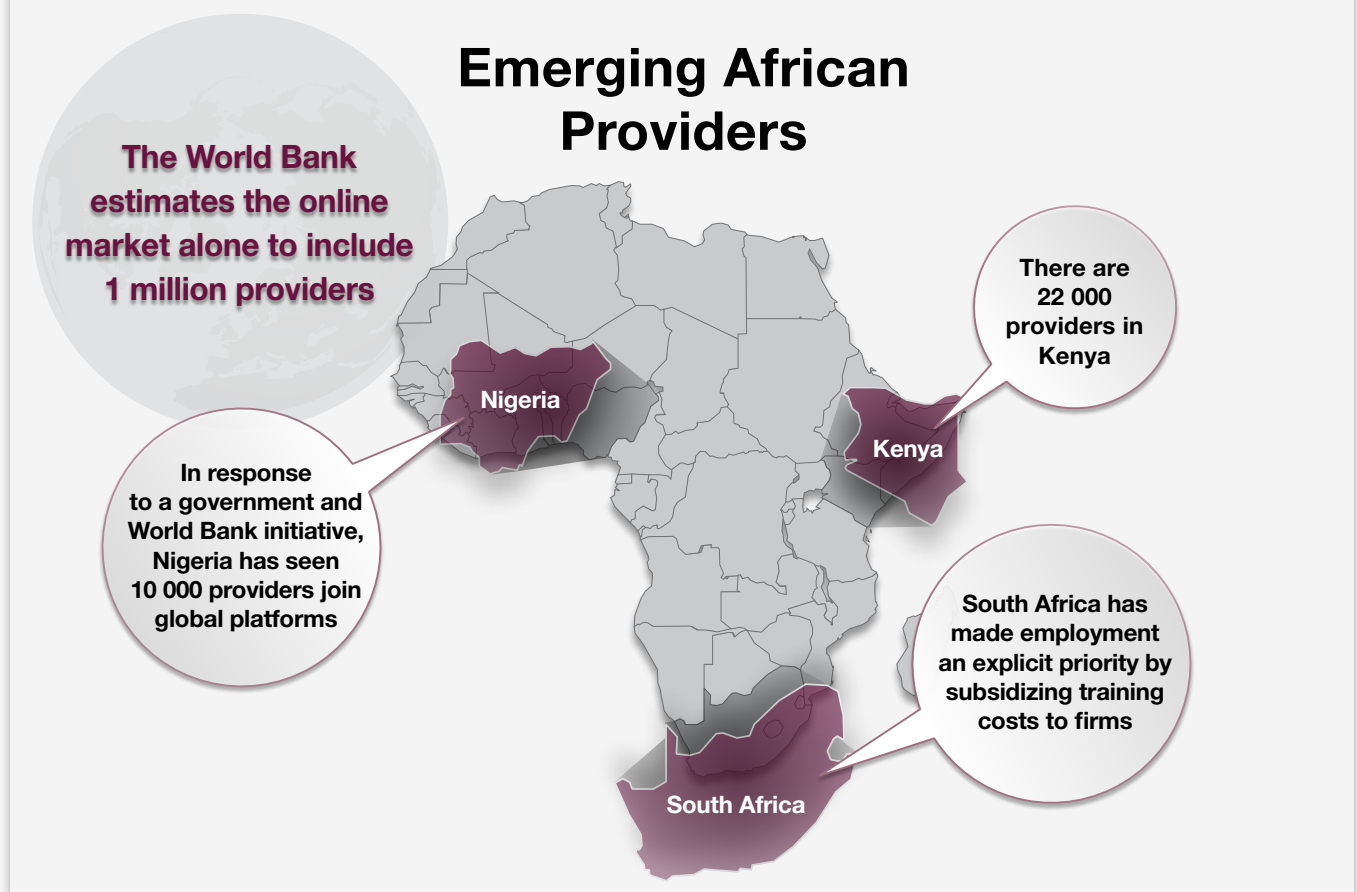 Emerging African
Providers
The World Bank
estimates the online
market alone to include
1 million providers
There are
22 000
providers in
Kenya
Nigeria
Kenya
In response
to a government and
World Bank initiative,
Nigeria has seen
10 000 providers join
global platforms
South Africa has
made employment
an explicit priority by
subsidizing training
costs to firms
South Africa